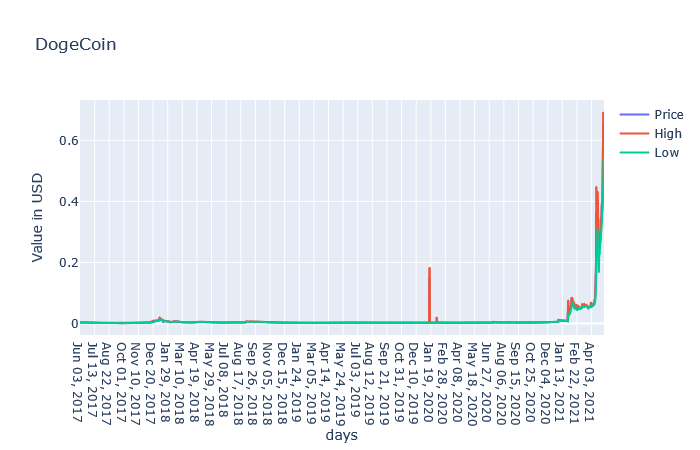 DogeCoin
Price
High
Low
Value in USD
0.6
0.4
0.2
0
Jun 03, 2017
Jul 13, 2017
Aug 22, 2017
Oct 01, 2017
Nov 10, 2017
Dec 20, 2017
Jan 29, 2018
Mar 10, 2018
Apr 19, 2018
May 29, 2018
Jul 08, 2018
Aug 17, 2018
Sep 26, 2018
Nov 05, 2018
Dec 15, 2018
Jan 24, 2019
Mar 05, 2019
Apr 14, 2019
May 24, 2019
Jul 03, 2019
Aug 12, 2019
Sep 21, 2019
Oct 31, 2019
Dec 10, 2019
Jan 19, 2020
Feb 28, 2020
Apr 08, 2020
May 18, 2020
Jun 27, 2020
Aug 06, 2020
Sep 15, 2020
Oct 25, 2020
Dec 04, 2020
Jan 13, 2021
Feb 22, 2021
Apr 03, 2021
days